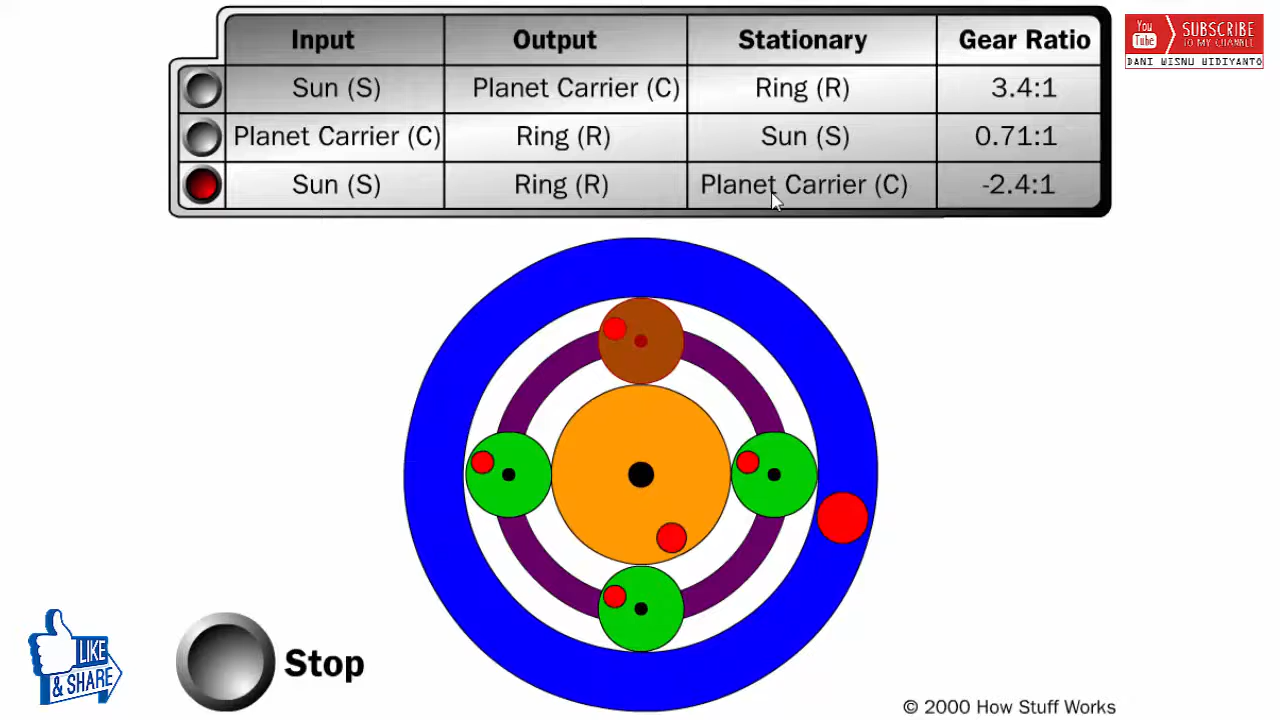 Input Output Stationary Gear Ratio
Sun (S) Planet Carrier (C) Ring (R) 3.4:1
Planet Carrier (C) Ring (R) Sun (S) 0.71:1
Sun (S) Ring (R) Planet Carrier (C) -2.4:1
You Tube SUBSCRIBE
TO MY CHANNEL
DANI WISNU WIDIYANTO
LIKE
& SHARE
Stop
© 2000 How Stuff Works